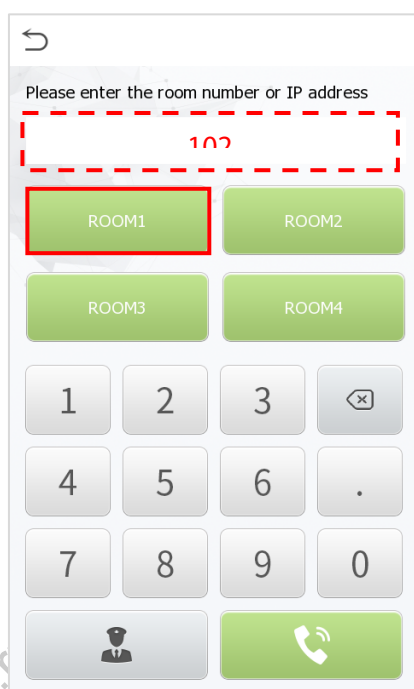 Please enter the room number or IP address
102
ROOM1 ROOM2
ROOM3 ROOM4
1 2 3
4 5 6 .
7 8 9 0